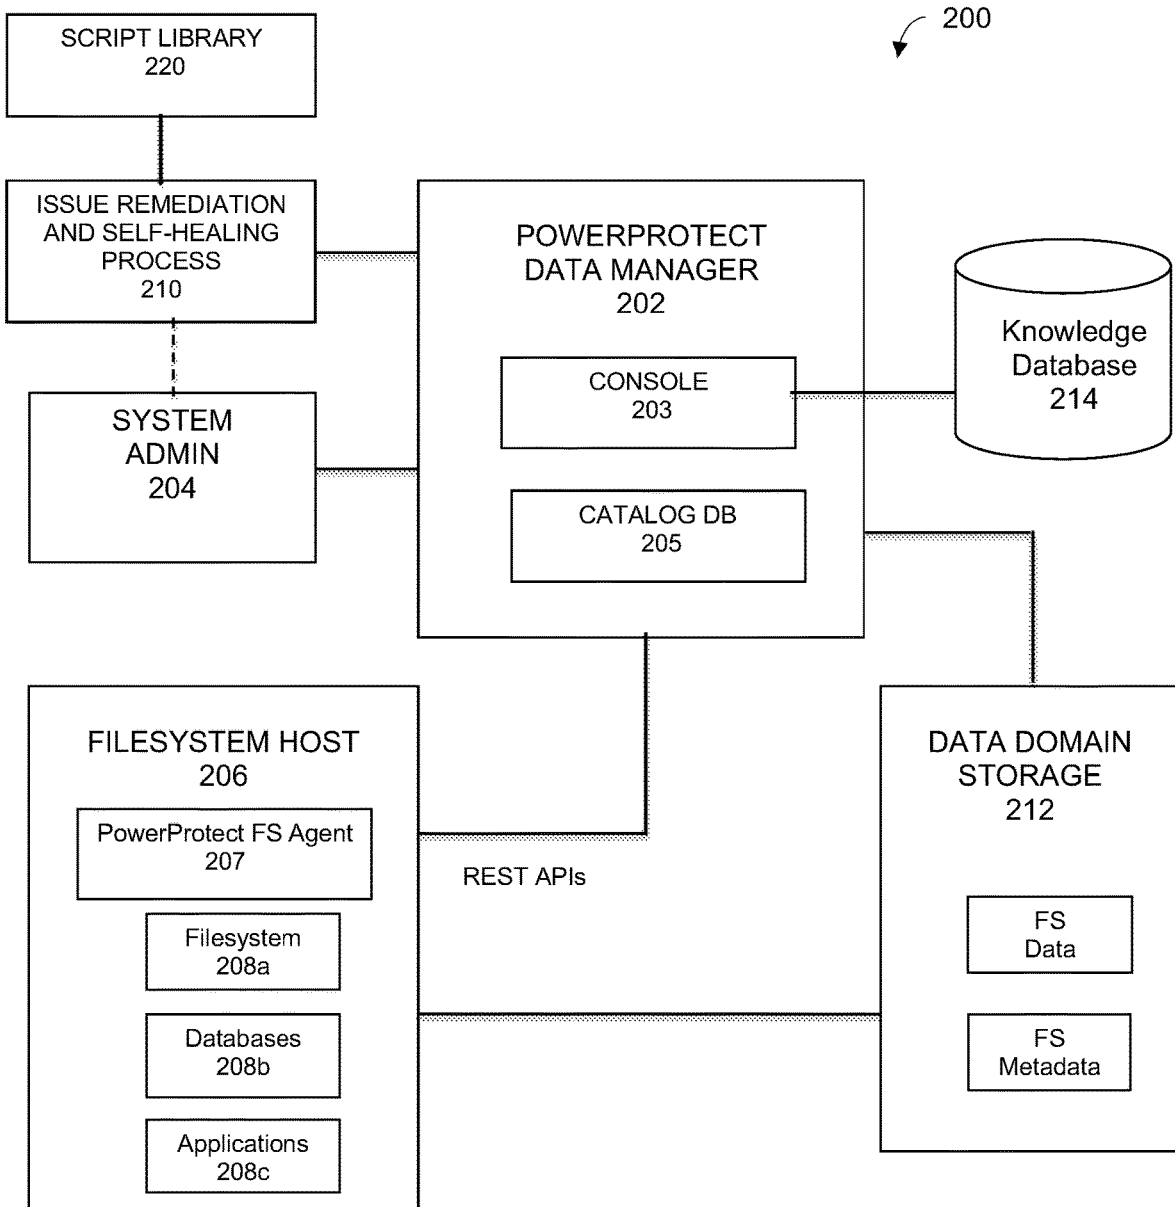 200
SCRIPT LIBRARY
220
ISSUE REMEDIATION
AND SELF-HEALING
PROCESS
210
POWERPROTECT
DATA MANAGER
202
CONSOLE
203
CATALOG DB
205
Knowledge
Database
214
SYSTEM
ADMIN
204
FILESYSTEM HOST
206
PowerProtect FS Agent
207
Filesystem
208a
Databases
208b
Applications
208c
REST APIs
DATA DOMAIN
STORAGE
212
FS
Data
FS
Metadata